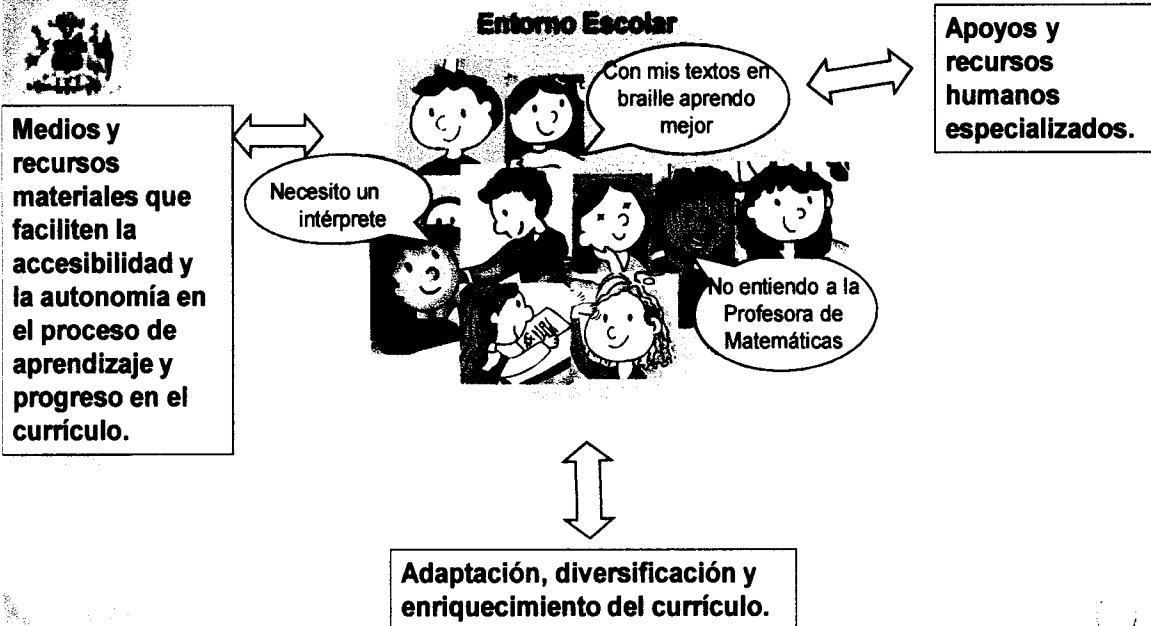 Entorno Escolar
Medios y
recursos
materiales que
faciliten la
accesibilidad y
la autonomía en
el proceso de
aprendizaje y
progreso en el
currículo.
Con mis textos en
braille aprendo
mejor
Necesito un
intérprete
No entiendo a la
Profesora de
Matemáticas
Apoyos y
recursos
humanos
especializados.
Adaptación, diversificación y
enriquecimiento del currículo.